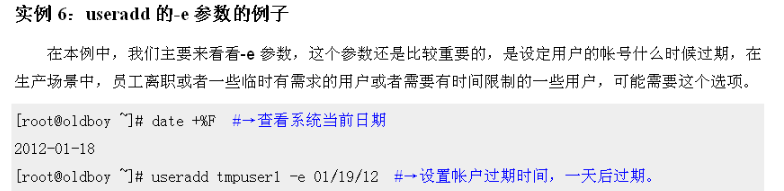 实例 6：useradd 的-e 参数的例子
在本例中，我们主要来看看-e 参数，这个参数还是比较重要的，是设定用户的帐号什么时候过期，在
生产场景中，员工离职或者一些临时有需求的用户或者需要有时间限制的一些用户，可能需要这个选项。
[root@oldboy ~]# date +%F  #→查看系统当前日期
2012-01-18
[root@oldboy ~]# useradd tmpuser1 -e 01/19/12  #→设置帐户过期时间，一天后过期。